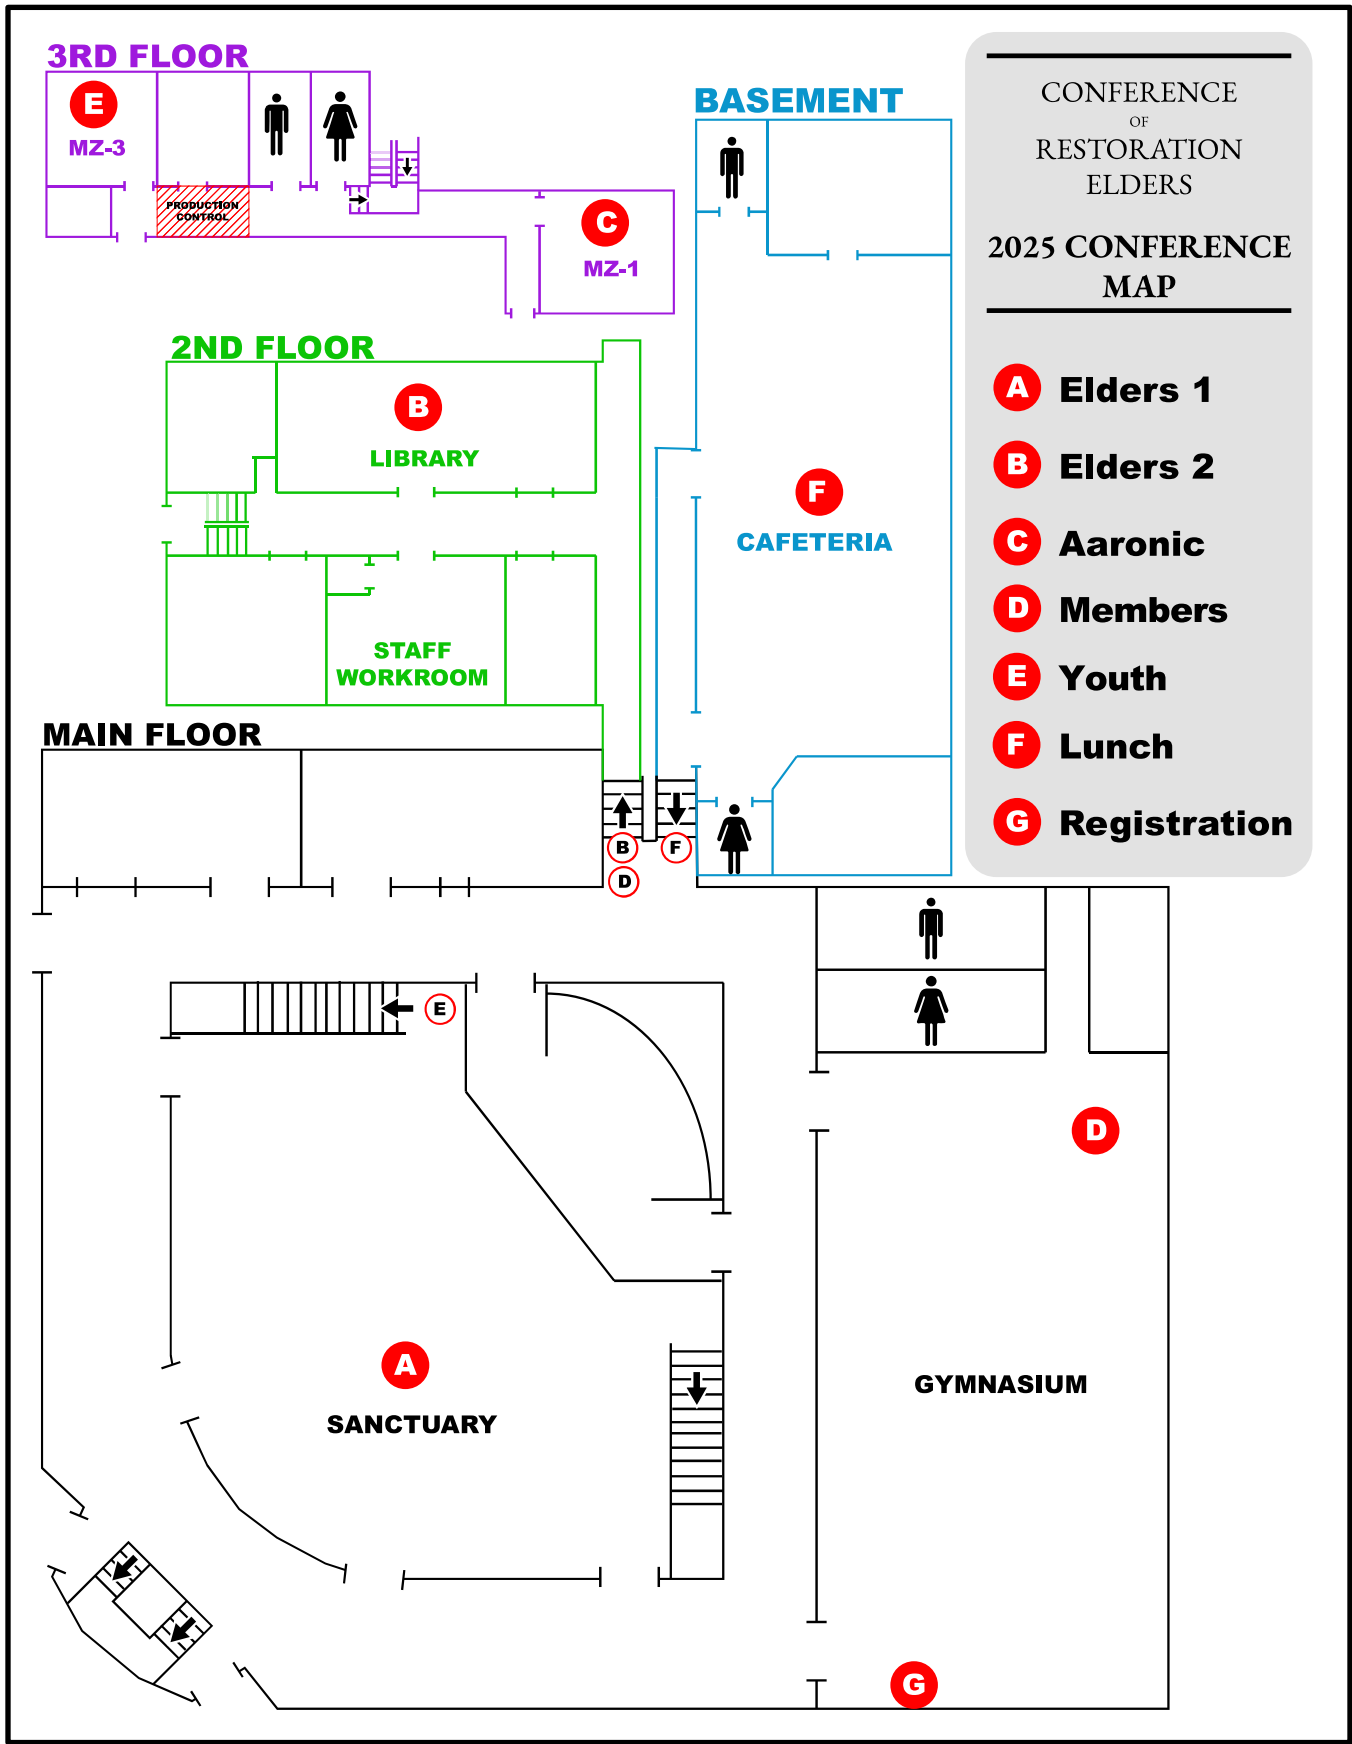 3RD FLOOR
E
MZ-3
PRODUCTION
CONTROL
C
MZ-1
BASEMENT
F
CAFETERIA
2ND FLOOR
B
LIBRARY
STAFF
WORKROOM
CONFERENCE
OF
RESTORATION
ELDERS
2025 CONFERENCE
MAP
A Elders 1
B Elders 2
C Aaronic
D Members
E Youth
F Lunch
G Registration
MAIN FLOOR
B
F
D
E
D
A
SANCTUARY
GYMNASIUM
G